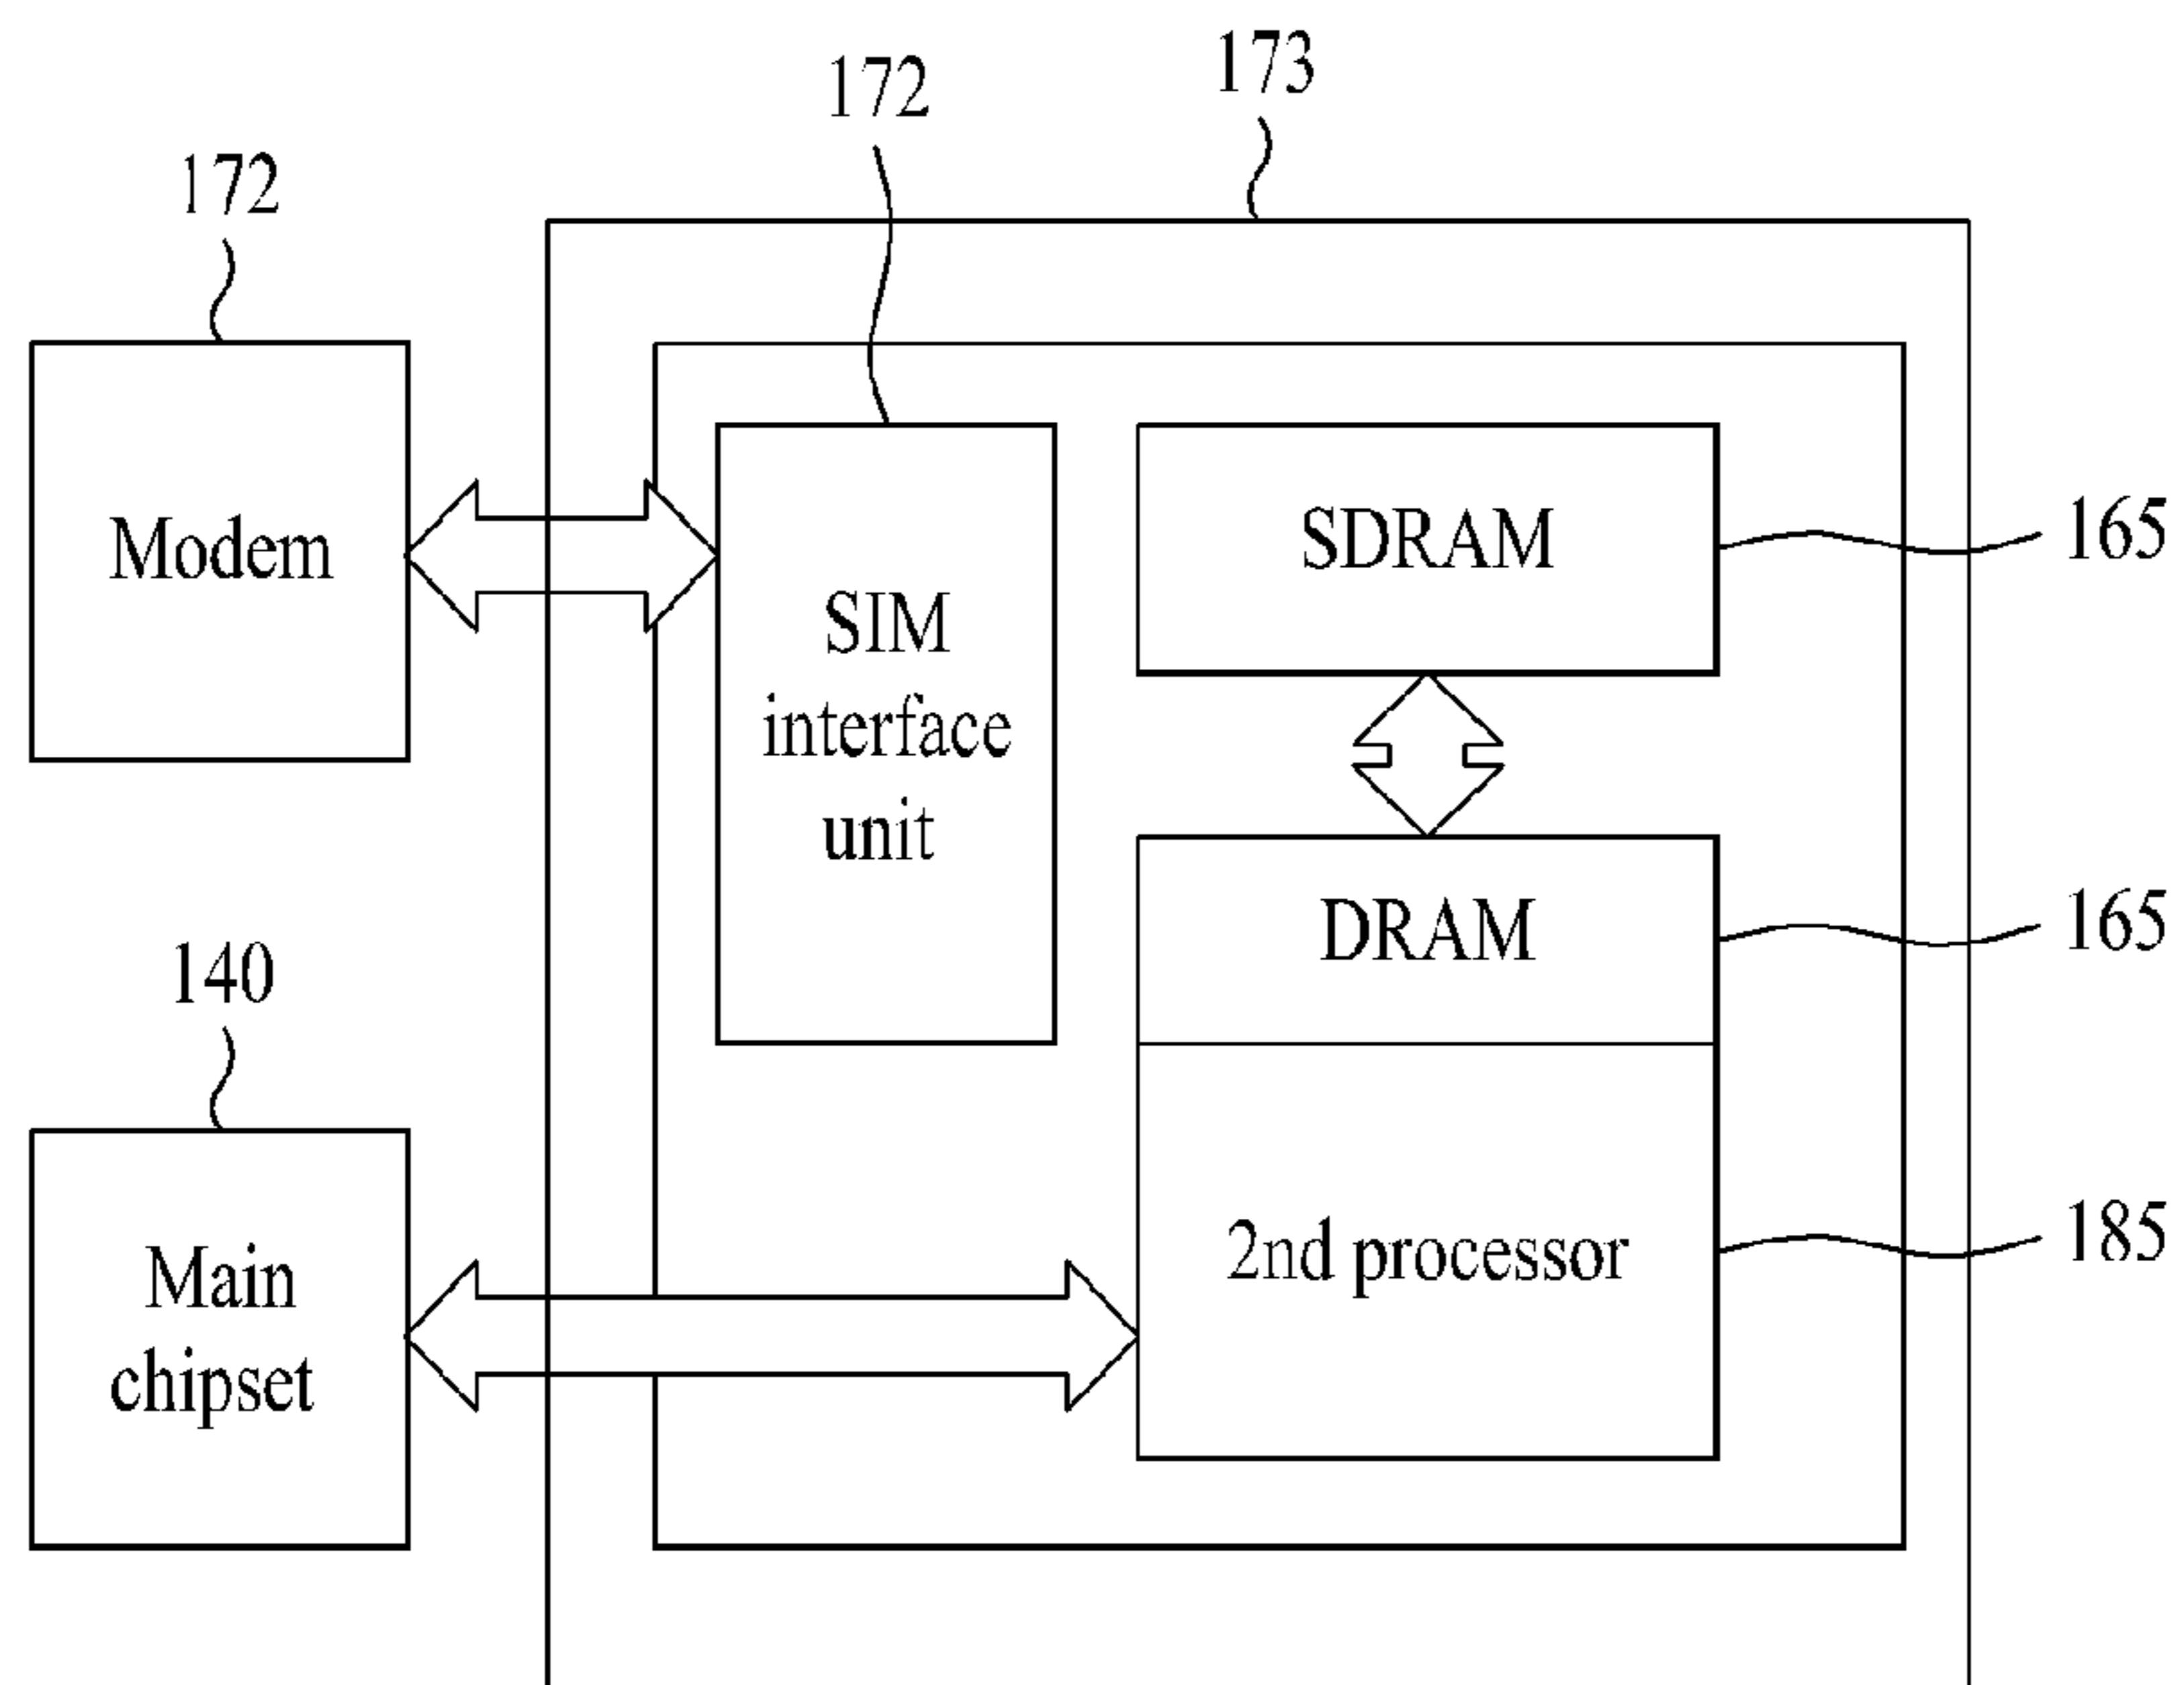 173
172
172
Modem
SIM
interface
unit
SDRAM
165
DRAM
165
140
Main
chipset
2nd processor
185